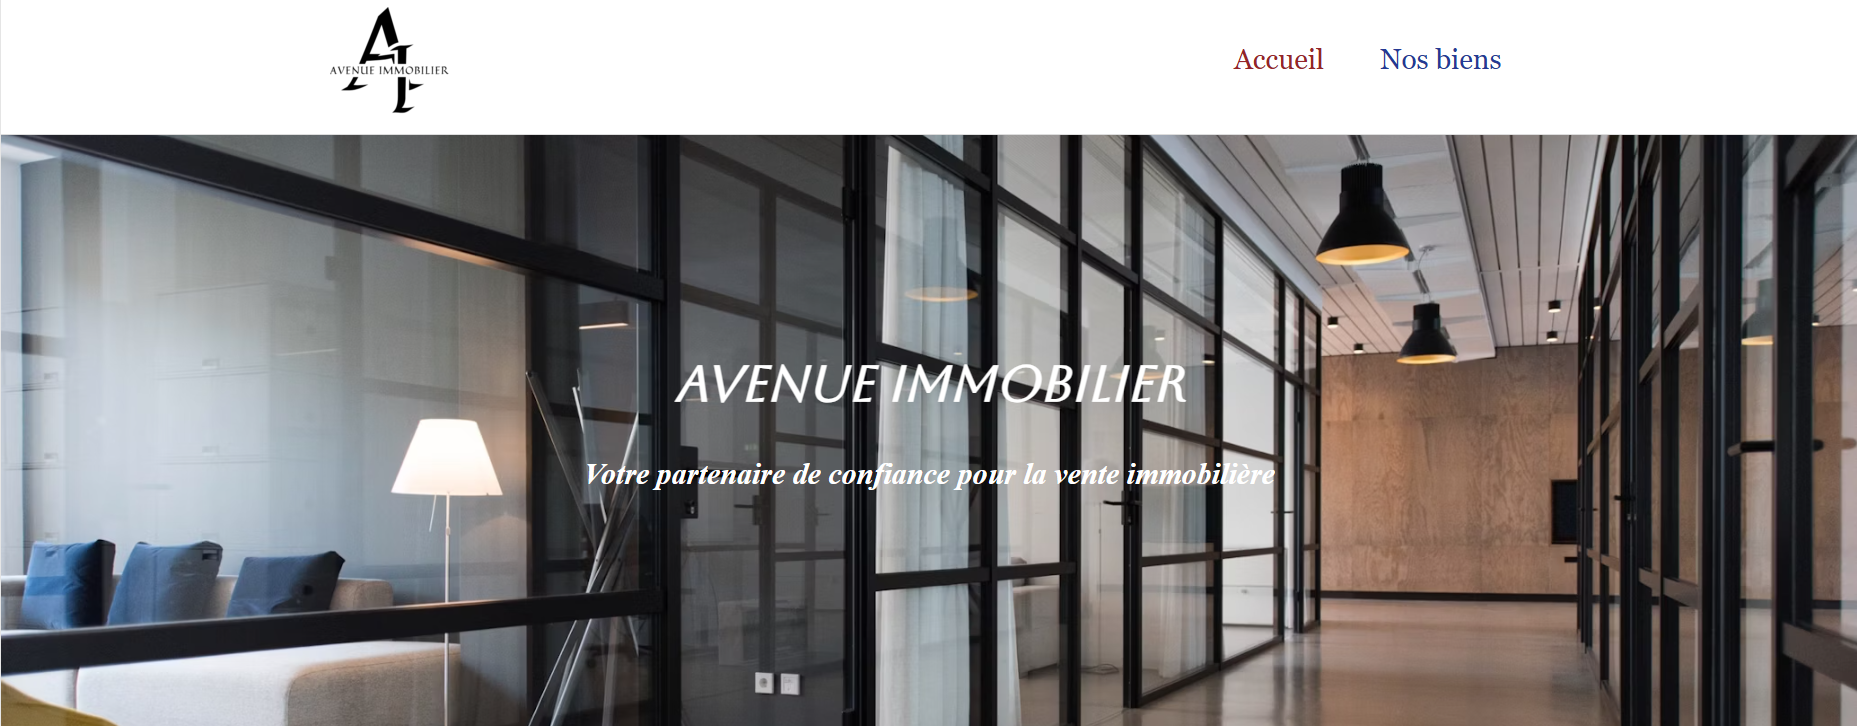 AVENUE IMMOBILIER
Accueil
Nos biens
AVENUE IMMOBILIER
Votre partenaire de confiance pour la vente immobilière